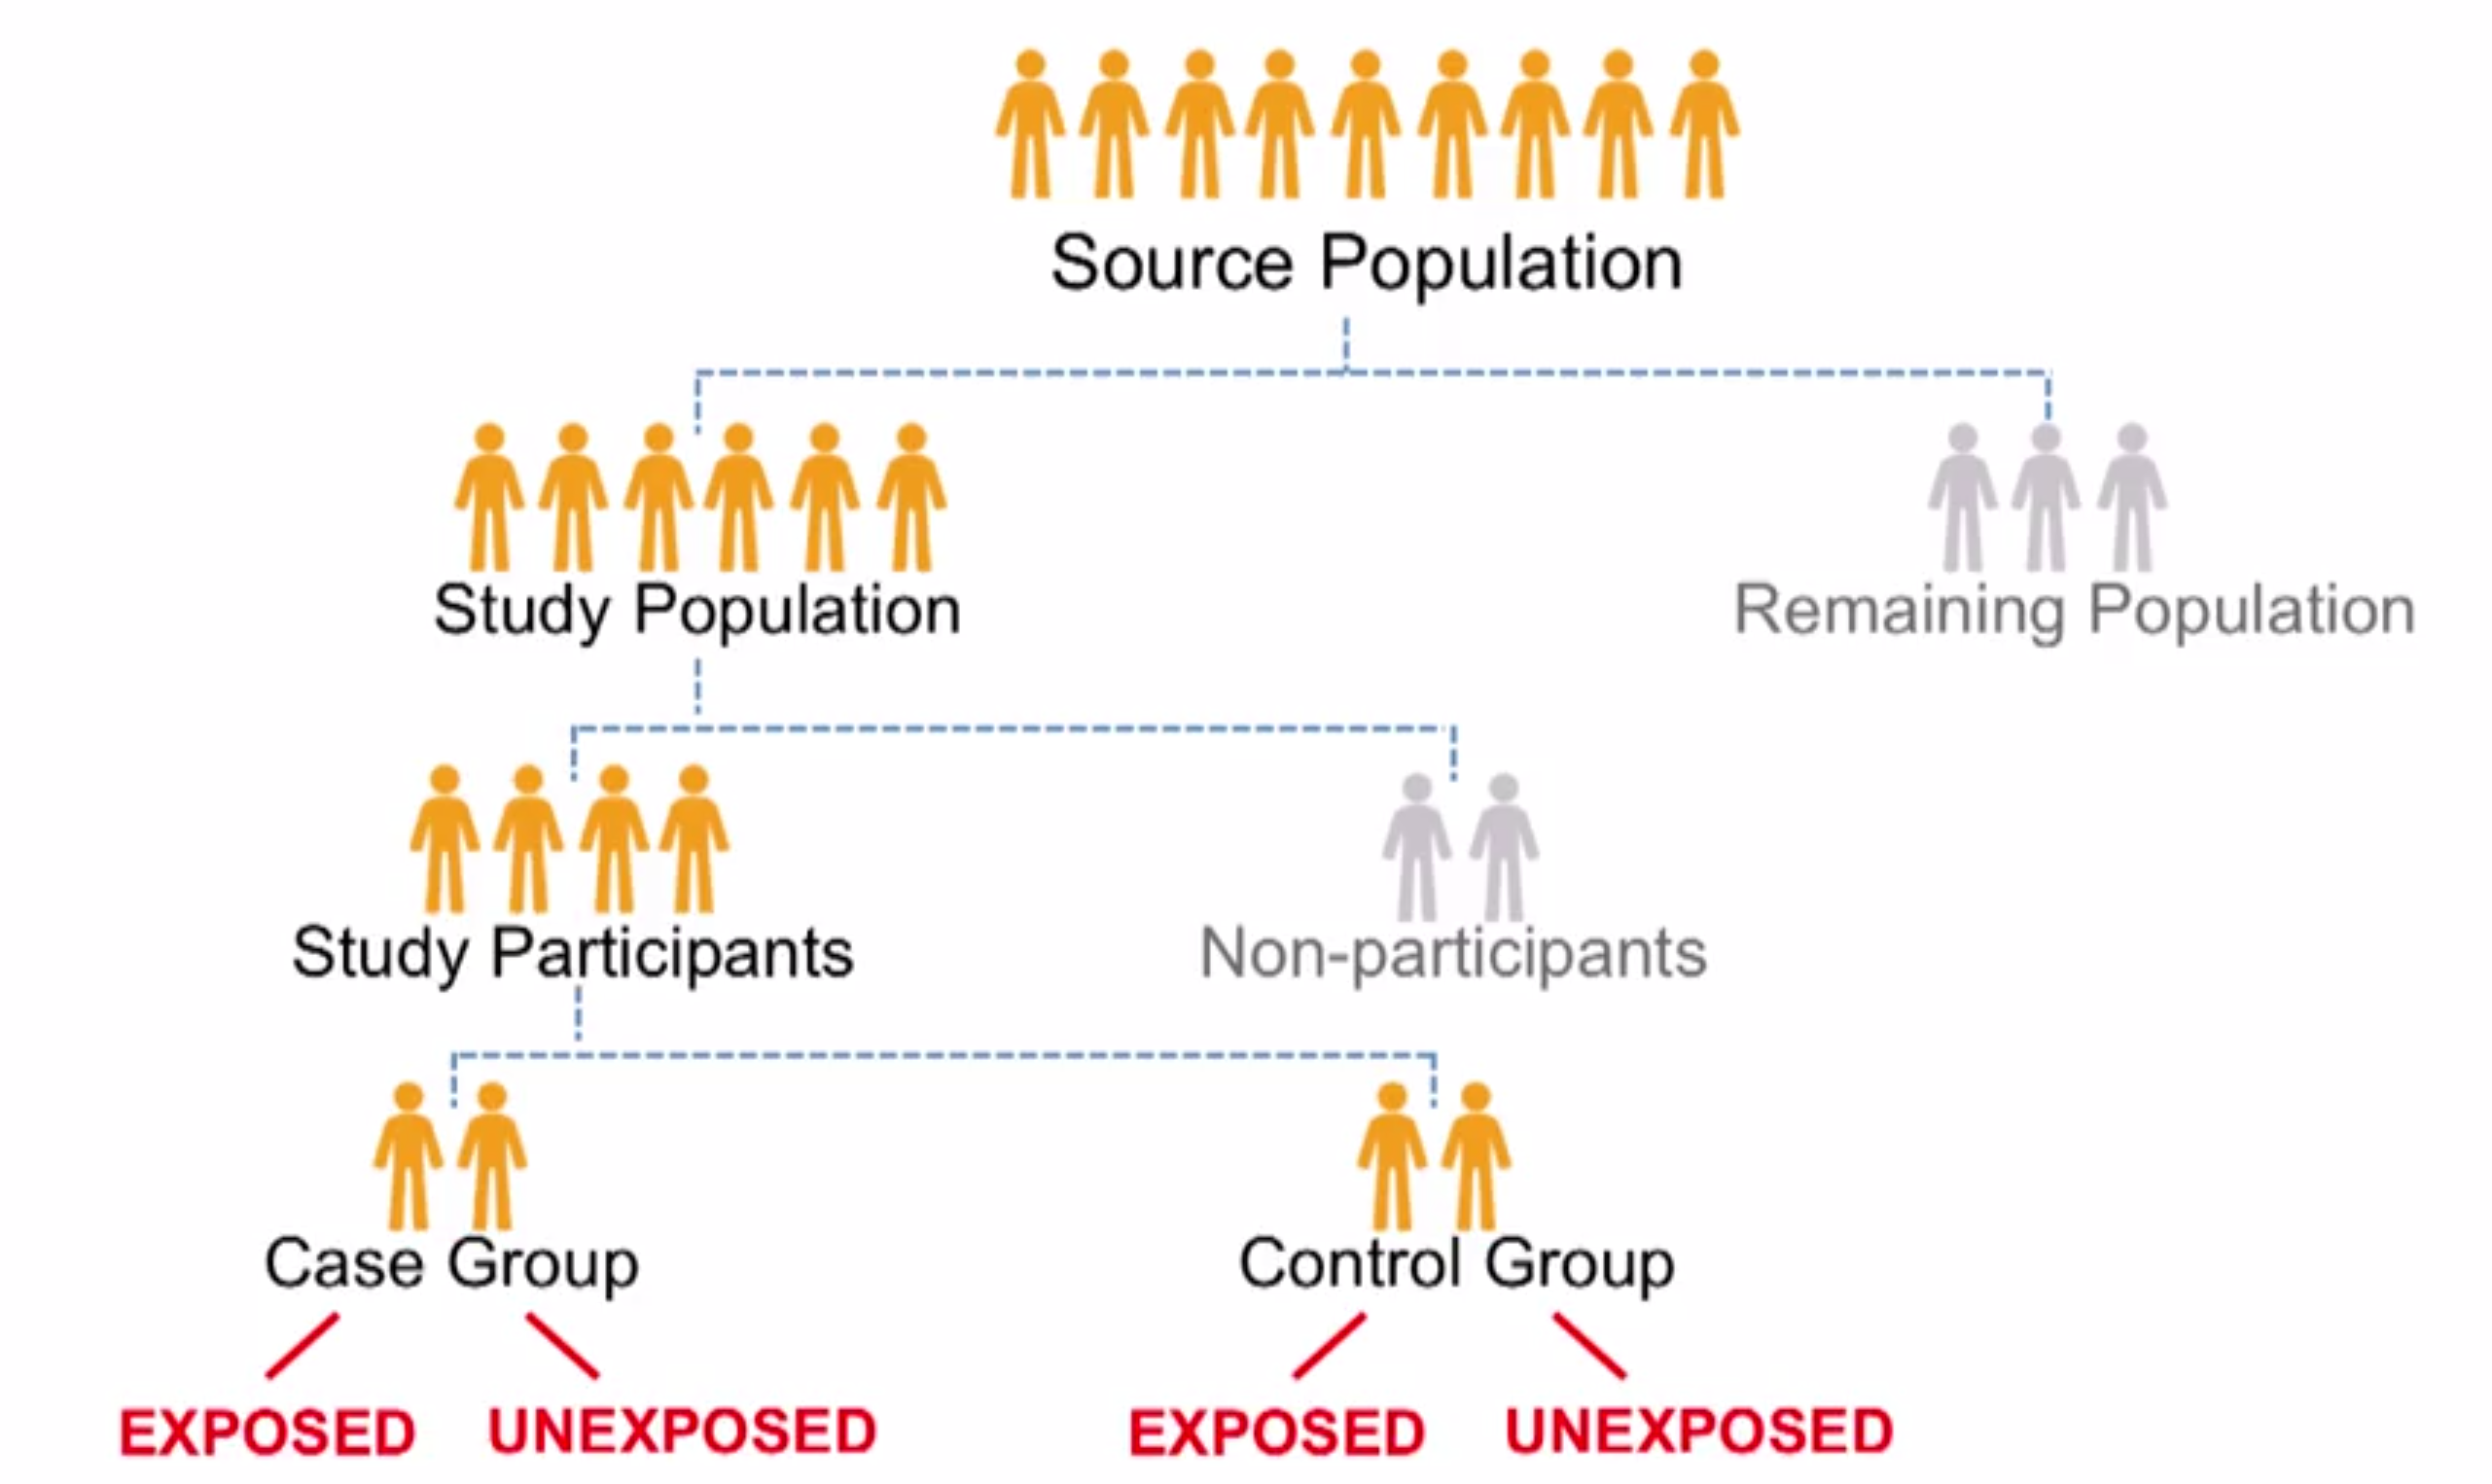 Source Population
Study Population
Remaining Population
Study Participants
Non-participants
Case Group
Control Group
EXPOSED
UNEXPOSED
EXPOSED
UNEXPOSED